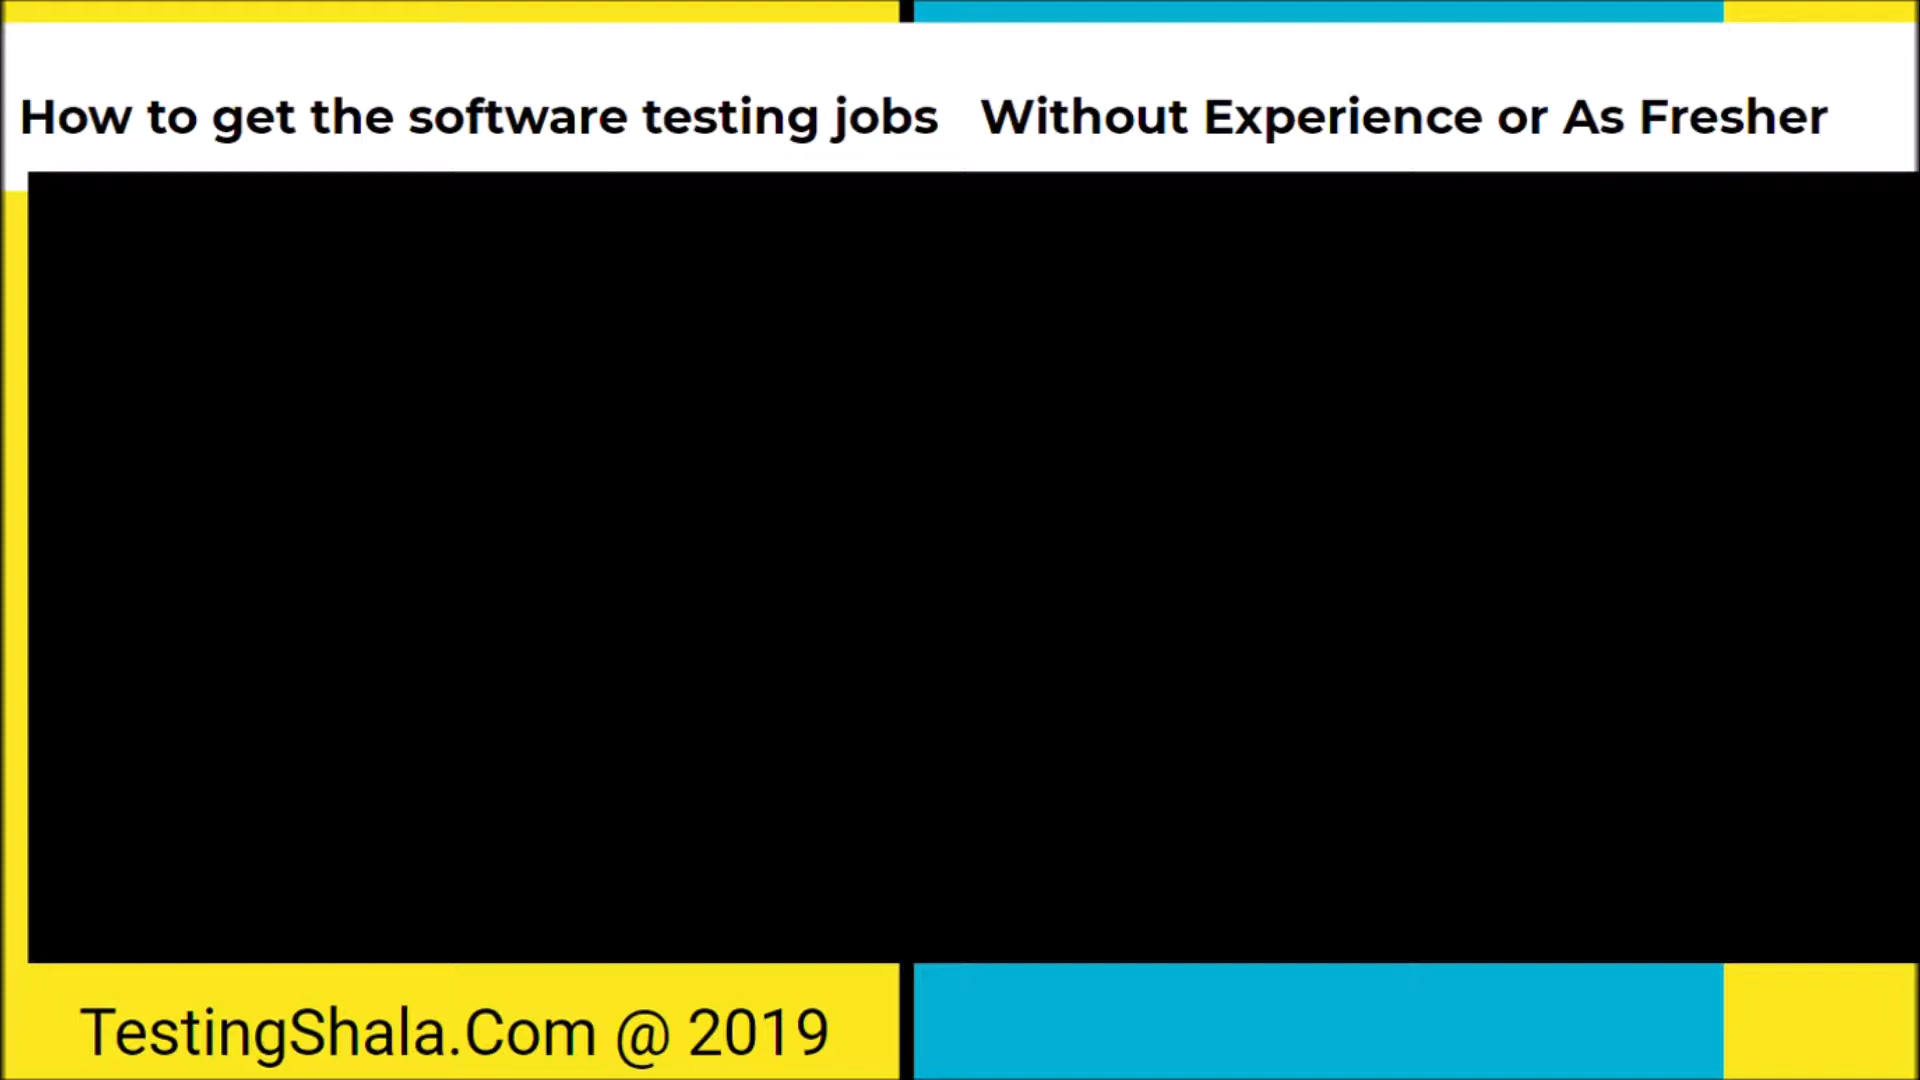 How to get the software testing jobs Without Experience or As Fresher
TestingShala.Com @ 2019